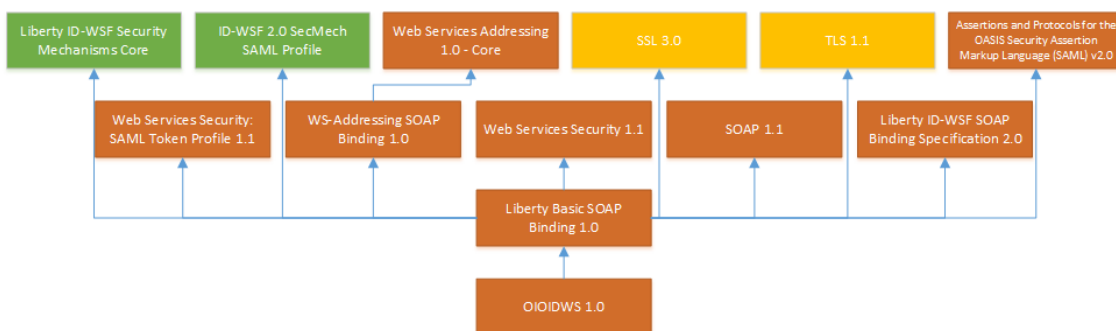 Liberty ID-WSF Security
Mechanisms Core
ID-WSF 2.0 SecMech
SAML Profile
Web Services Addressing
1.0 - Core
SSL 3.0
TLS 1.1
Assertions and Protocols for the
OASIS Security Assertion
Markup Language (SAML) v2.0
Web Services Security:
SAML Token Profile 1.1
WS-Addressing SOAP
Binding 1.0
Web Services Security 1.1
SOAP 1.1
Liberty ID-WSF SOAP
Binding Specification 2.0
Liberty Basic SOAP
Binding 1.0
OIOIDWS 1.0